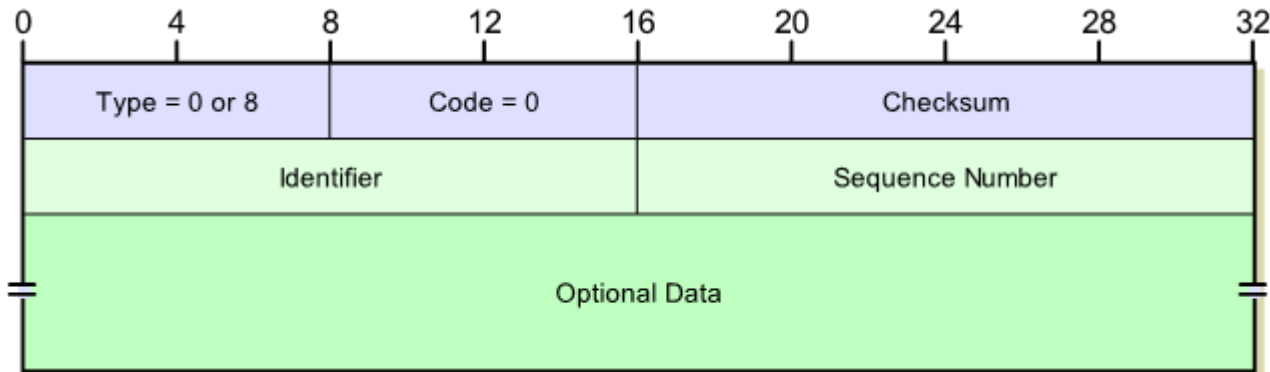 0 4 8 12 16 20 24 28 32
Type = 0 or 8 Code = 0 Checksum
Identifier Sequence Number
Optional Data